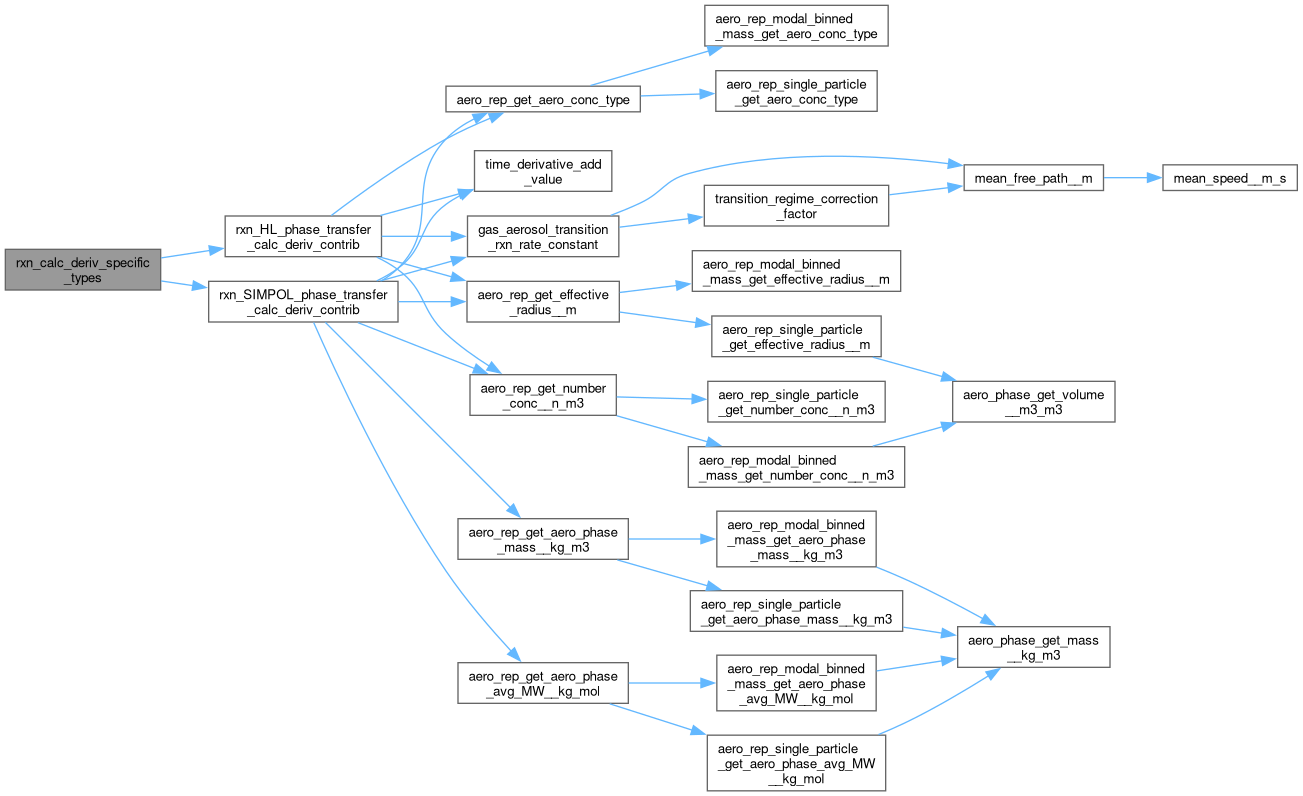 rxn_calc_deriv_specific
_types
rxn_HL_phase_transfer
_calc_deriv_contrib
rxn_SIMPOL_phase_transfer
_calc_deriv_contrib
aero_rep_get_aero_conc_type
time_derivative_add
_value
gas_aerosol_transition
_rxn_rate_constant
aero_rep_get_effective
_radius__m
aero_rep_get_number
_conc__n_m3
aero_rep_get_aero_phase
_mass__kg_m3
aero_rep_get_aero_phase
_avg_MW__kg_mol
aero_rep_modal_binned
_mass_get_aero_conc_type
aero_rep_single_particle
_get_aero_conc_type
transition_regime_correction
_factor
aero_rep_modal_binned
_mass_get_effective_radius__m
aero_rep_single_particle
_get_effective_radius__m
aero_rep_single_particle
_get_number_conc__n_m3
aero_rep_modal_binned
_mass_get_number_conc__n_m3
aero_rep_modal_binned
_mass_get_aero_phase
_mass__kg_m3
aero_rep_single_particle
_get_aero_phase_mass__kg_m3
aero_rep_modal_binned
_mass_get_aero_phase
_avg_MW__kg_mol
aero_rep_single_particle
_get_aero_phase_avg_MW
__kg_mol
mean_free_path__m
mean_speed__m_s
aero_phase_get_volume
__m3_m3
aero_phase_get_mass
__kg_m3